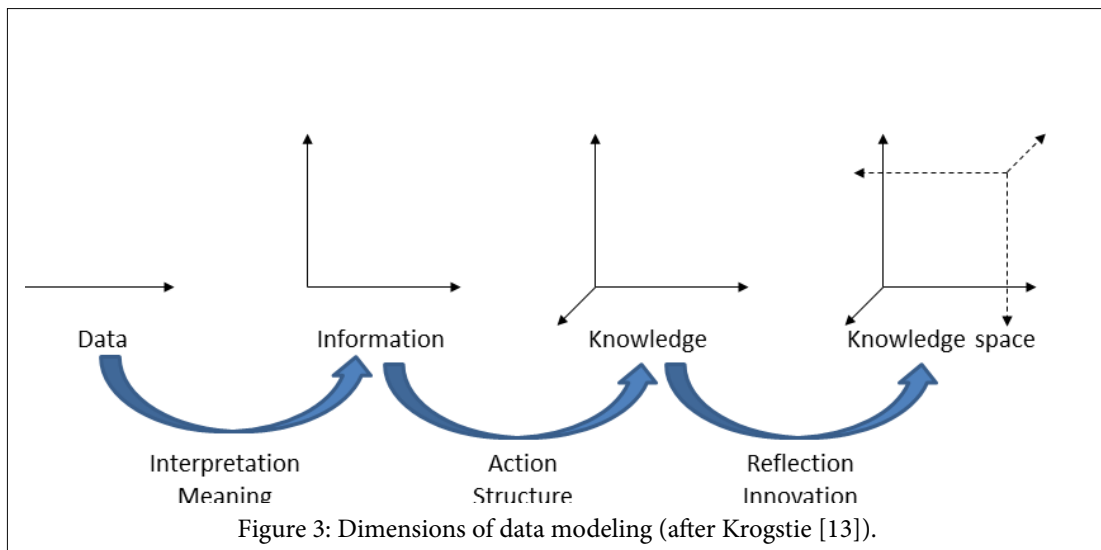 Data Information Knowledge Knowledge space
Interpretation Action Reflection
Meaning Structure Innovation
Figure 3: Dimensions of data modeling (after Krogstie [13]).